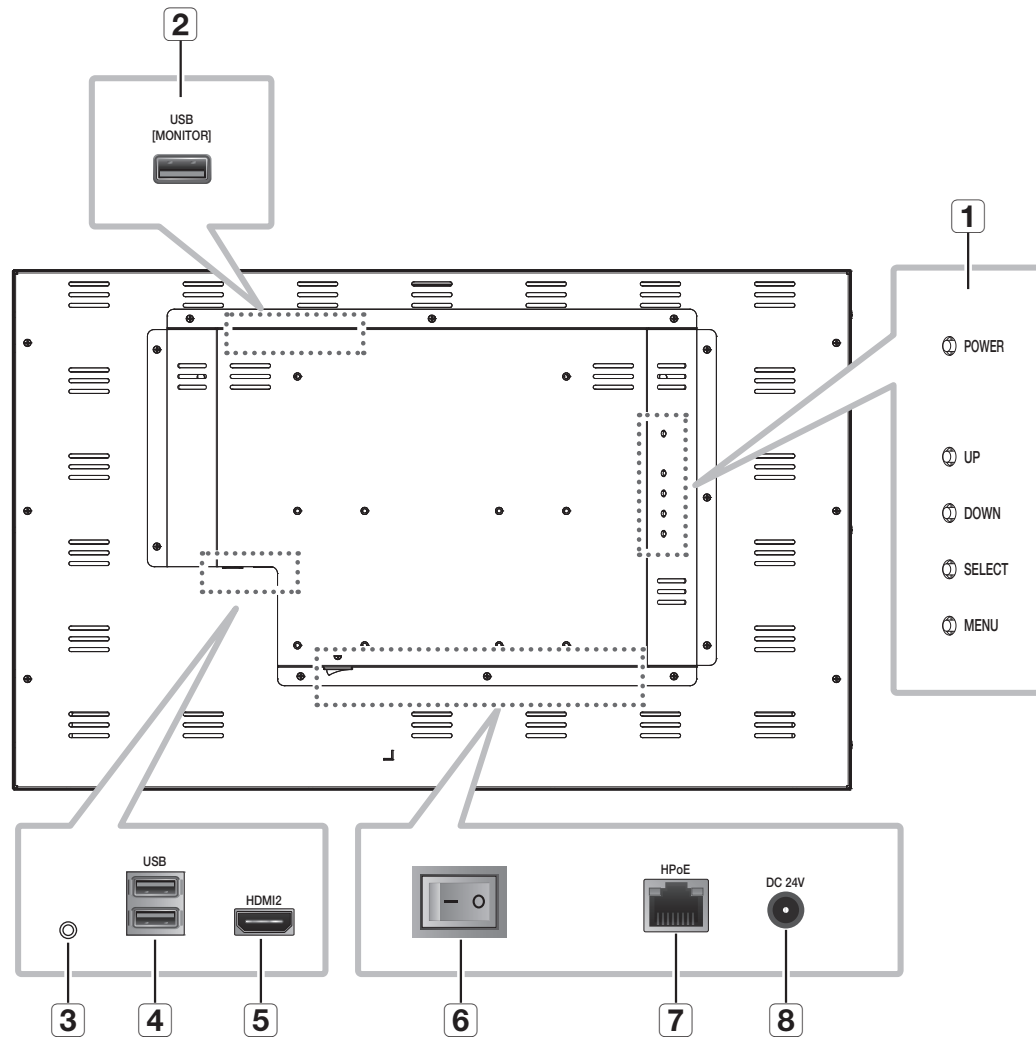 2
USB
[MONITOR]
1
POWER
UP
DOWN
SELECT
MENU
USB
HDMI2
HPoE
DC 24V
3
4
5
6
7
8